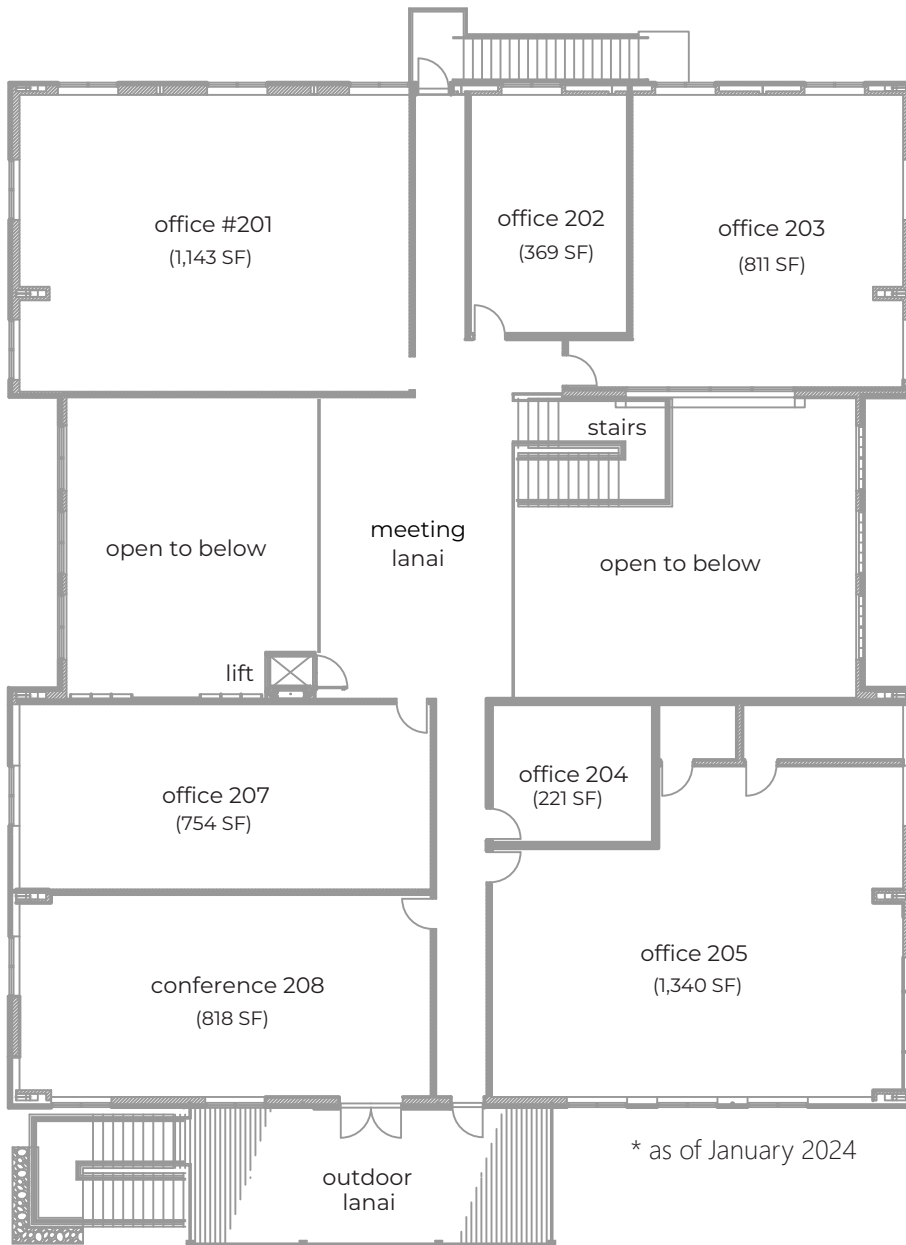 office #201
(1,143 SF)
office 202
(369 SF)
office 203
(811 SF)
stairs
meeting
lanai
open to below
open to below
lift
office 207
(754 SF)
office 204
(221 SF)
office 205
(1,340 SF)
conference 208
(818 SF)
outdoor
lanai
* as of January 2024